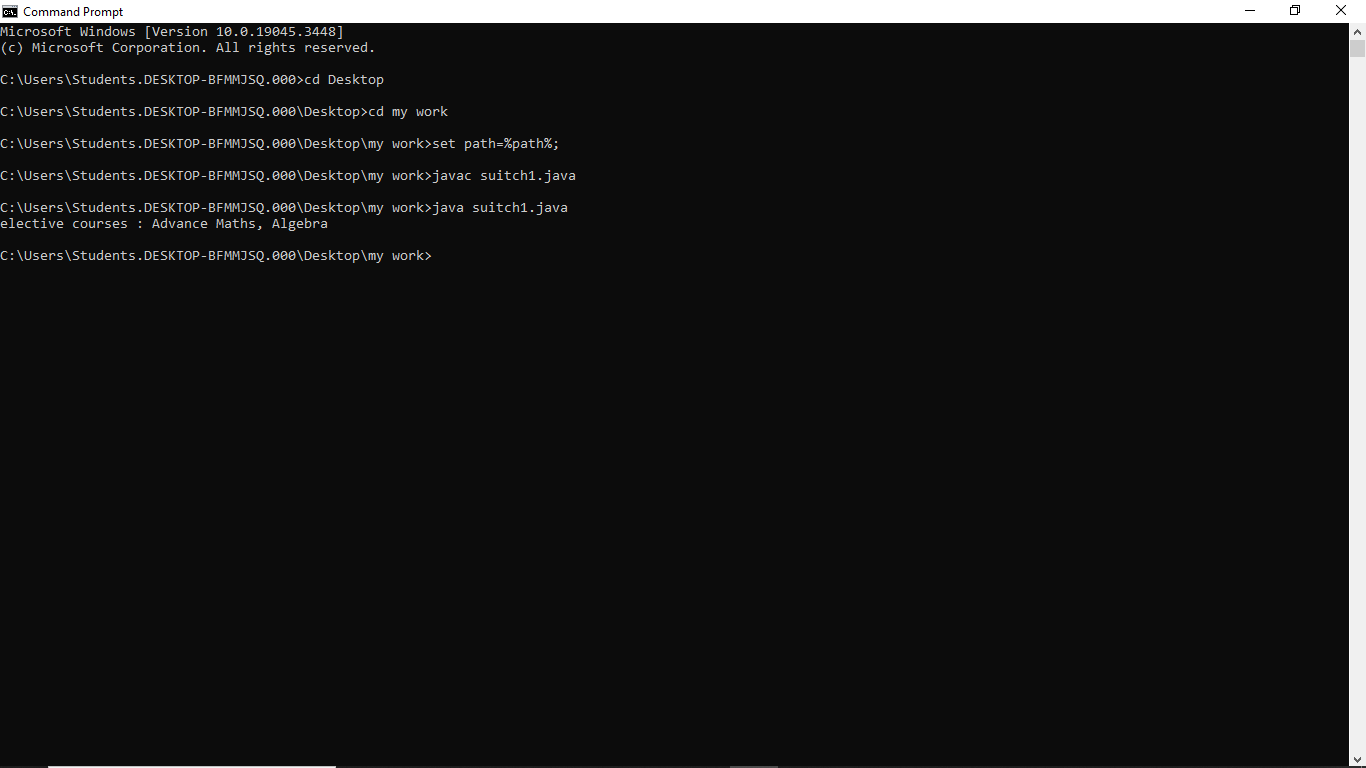 Command Prompt
Microsoft Windows [Version 10.0.19045.3448]
(c) Microsoft Corporation. All rights reserved.
C:\Users\Students.DESKTOP-BFMMJSQ.000>cd Desktop
C:\Users\Students.DESKTOP-BFMMJSQ.000\Desktop>cd my work
C:\Users\Students.DESKTOP-BFMMJSQ.000\Desktop\my work>set path=%path%;
C:\Users\Students.DESKTOP-BFMMJSQ.000\Desktop\my work>javac suitch1.java
C:\Users\Students.DESKTOP-BFMMJSQ.000\Desktop\my work>java suitch1.java
elective courses : Advance Maths, Algebra
C:\Users\Students.DESKTOP-BFMMJSQ.000\Desktop\my work>